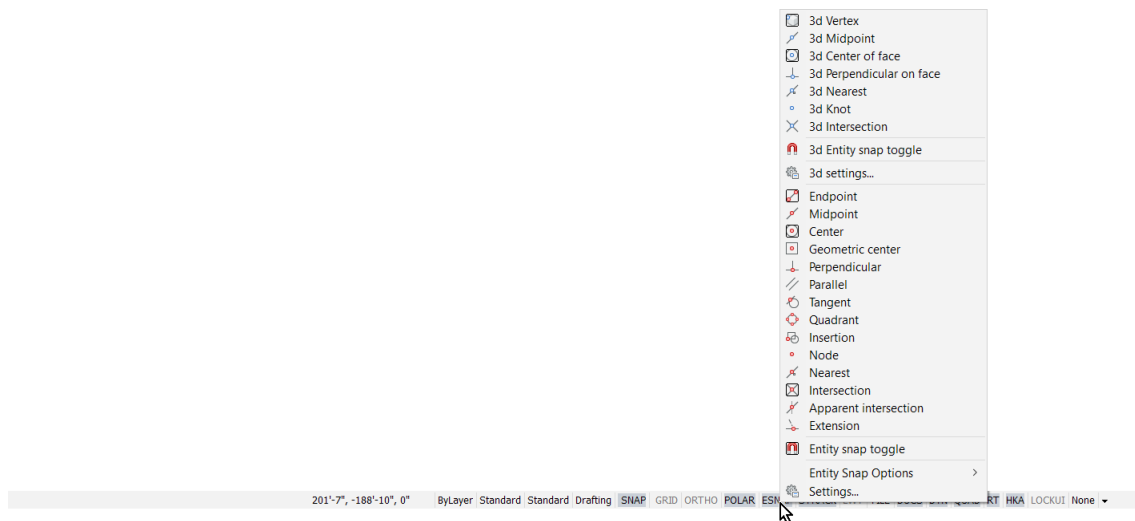 3d Vertex
3d Midpoint
3d Center of face
3d Perpendicular on face
3d Nearest
3d Knot
3d Intersection
3d Entity snap toggle
3d settings...
Endpoint
Midpoint
Center
Geometric center
Perpendicular
Parallel
Tangent
Quadrant
Insertion
Node
Nearest
Intersection
Apparent intersection
Extension
Entity snap toggle
Entity Snap Options
Settings...
201'-7", -188'-10", 0" ByLayer Standard Standard Drafting SNAP GRID ORTHO POLAR RT HKA LOCKUI None